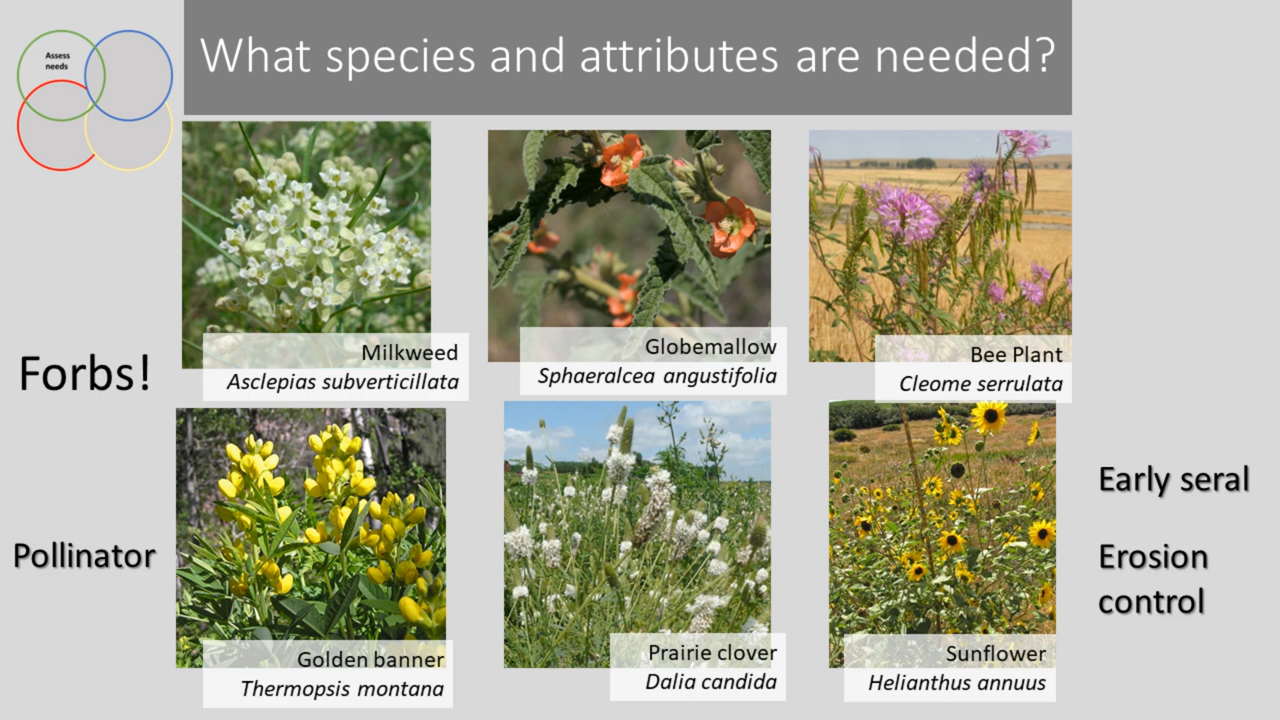 Assess
needs
What species and attributes are needed?
Forbs!
Pollinator
Milkweed
Asclepias subverticillata
Globemallow
Sphaeralcea angustifolia
Bee Plant
Cleome serrulata
Golden banner
Thermopsis montana
Prairie clover
Dalia candida
Sunflower
Helianthus annuus
Early seral
Erosion
control